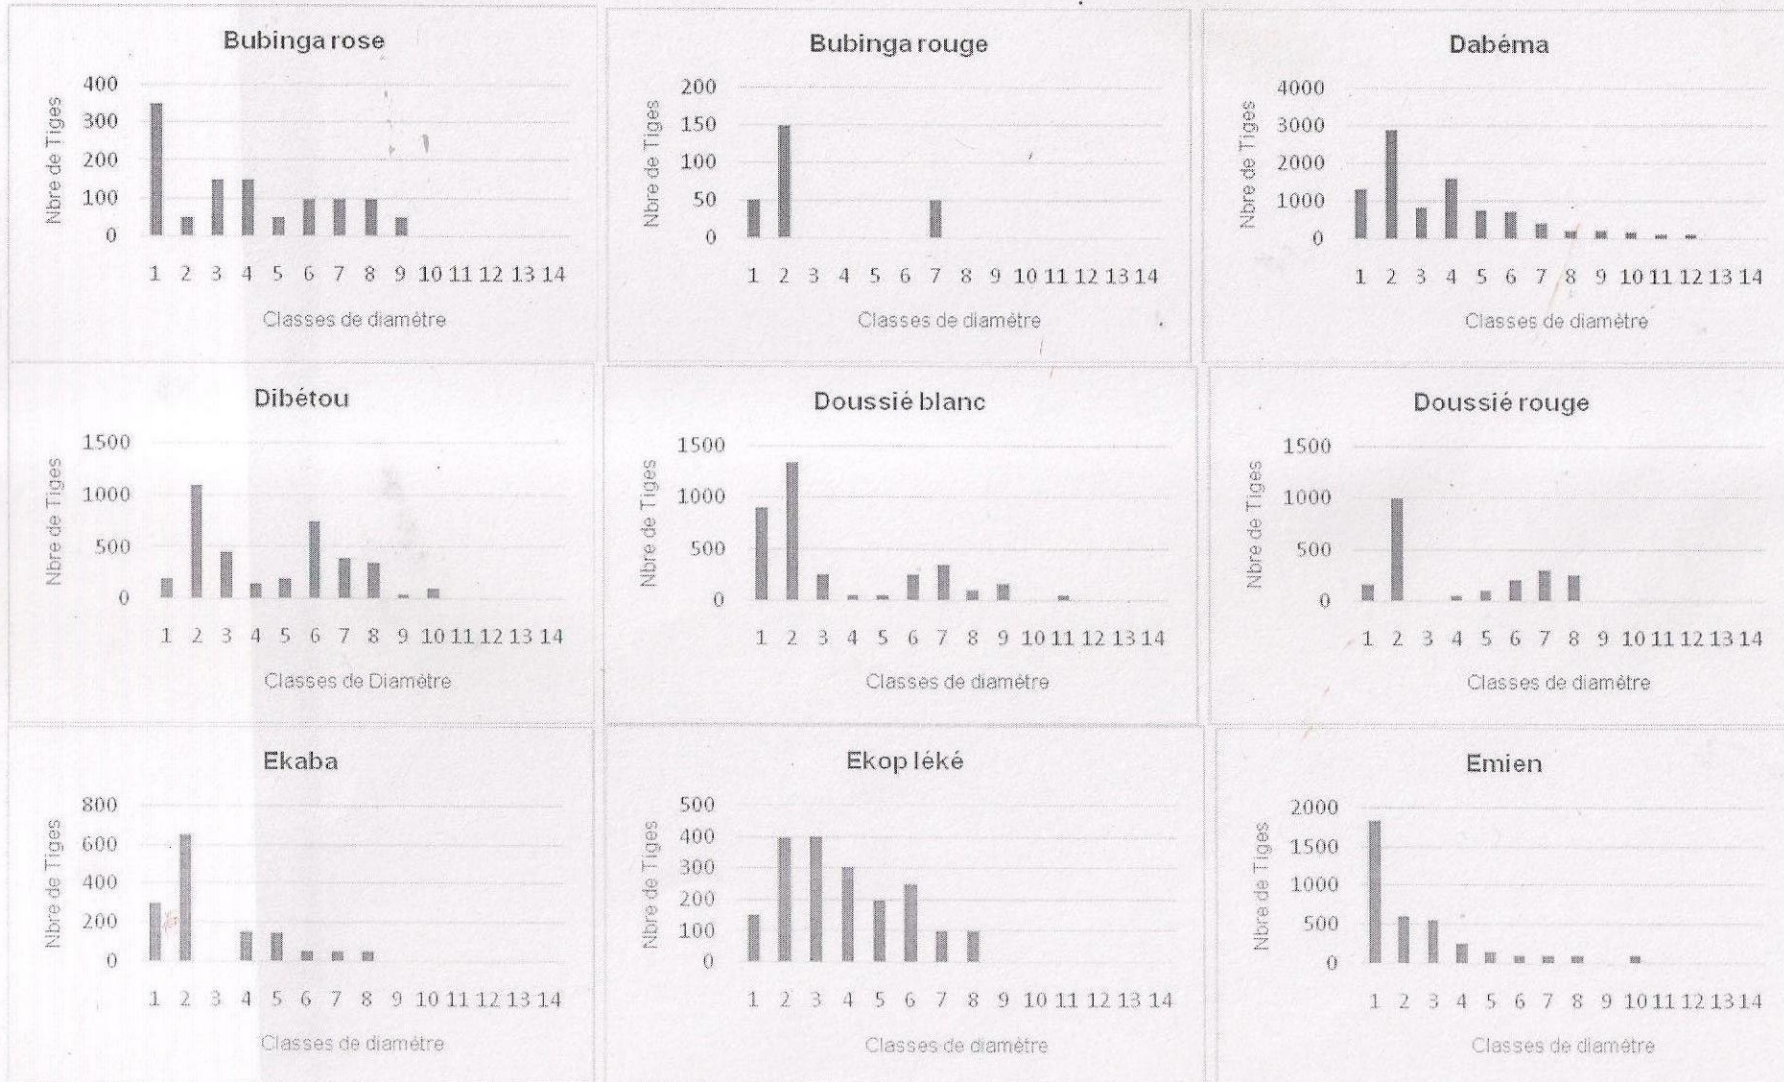 Bubinga rose
Nbre de Tiges
400
300
200
100
0
1 2 3 4 5 6 7 8 9 10 11 12 13 14
Classes de diamètre
Bubinga rouge
Nbre de Tiges
200
150
100
50
0
1 2 3 4 5 6 7 8 9 10 11 12 13 14
Classes de diamètre
Dabéma
Nbre de Tiges
4000
3000
2000
1000
0
1 2 3 4 5 6 7 8 9 10 11 12 13 14
Classes de diamètre
Dibétou
Nbre de Tiges
1500
1000
500
0
1 2 3 4 5 6 7 8 9 10 11 12 13 14
Classes de Diamètre
Doussié blanc
Nbre de Tiges
1500
1000
500
0
1 2 3 4 5 6 7 8 9 10 11 12 13 14
Classes de diamètre
Doussié rouge
Nbre de Tiges
1500
1000
500
0
1 2 3 4 5 6 7 8 9 10 11 12 13 14
Classes de diamètre
Ekaba
Nbre de Tiges
800
600
400
200
0
1 2 3 4 5 6 7 8 9 10 11 12 13 14
Classes de diamètre
Ekop léké
Nbre de Tiges
500
400
300
200
100
0
1 2 3 4 5 6 7 8 9 10 11 12 13 14
Classes de diamètre
Emien
Nbre de Tiges
2000
1500
1000
500
0
1 2 3 4 5 6 7 8 9 10 11 12 13 14
Classes de diamètre